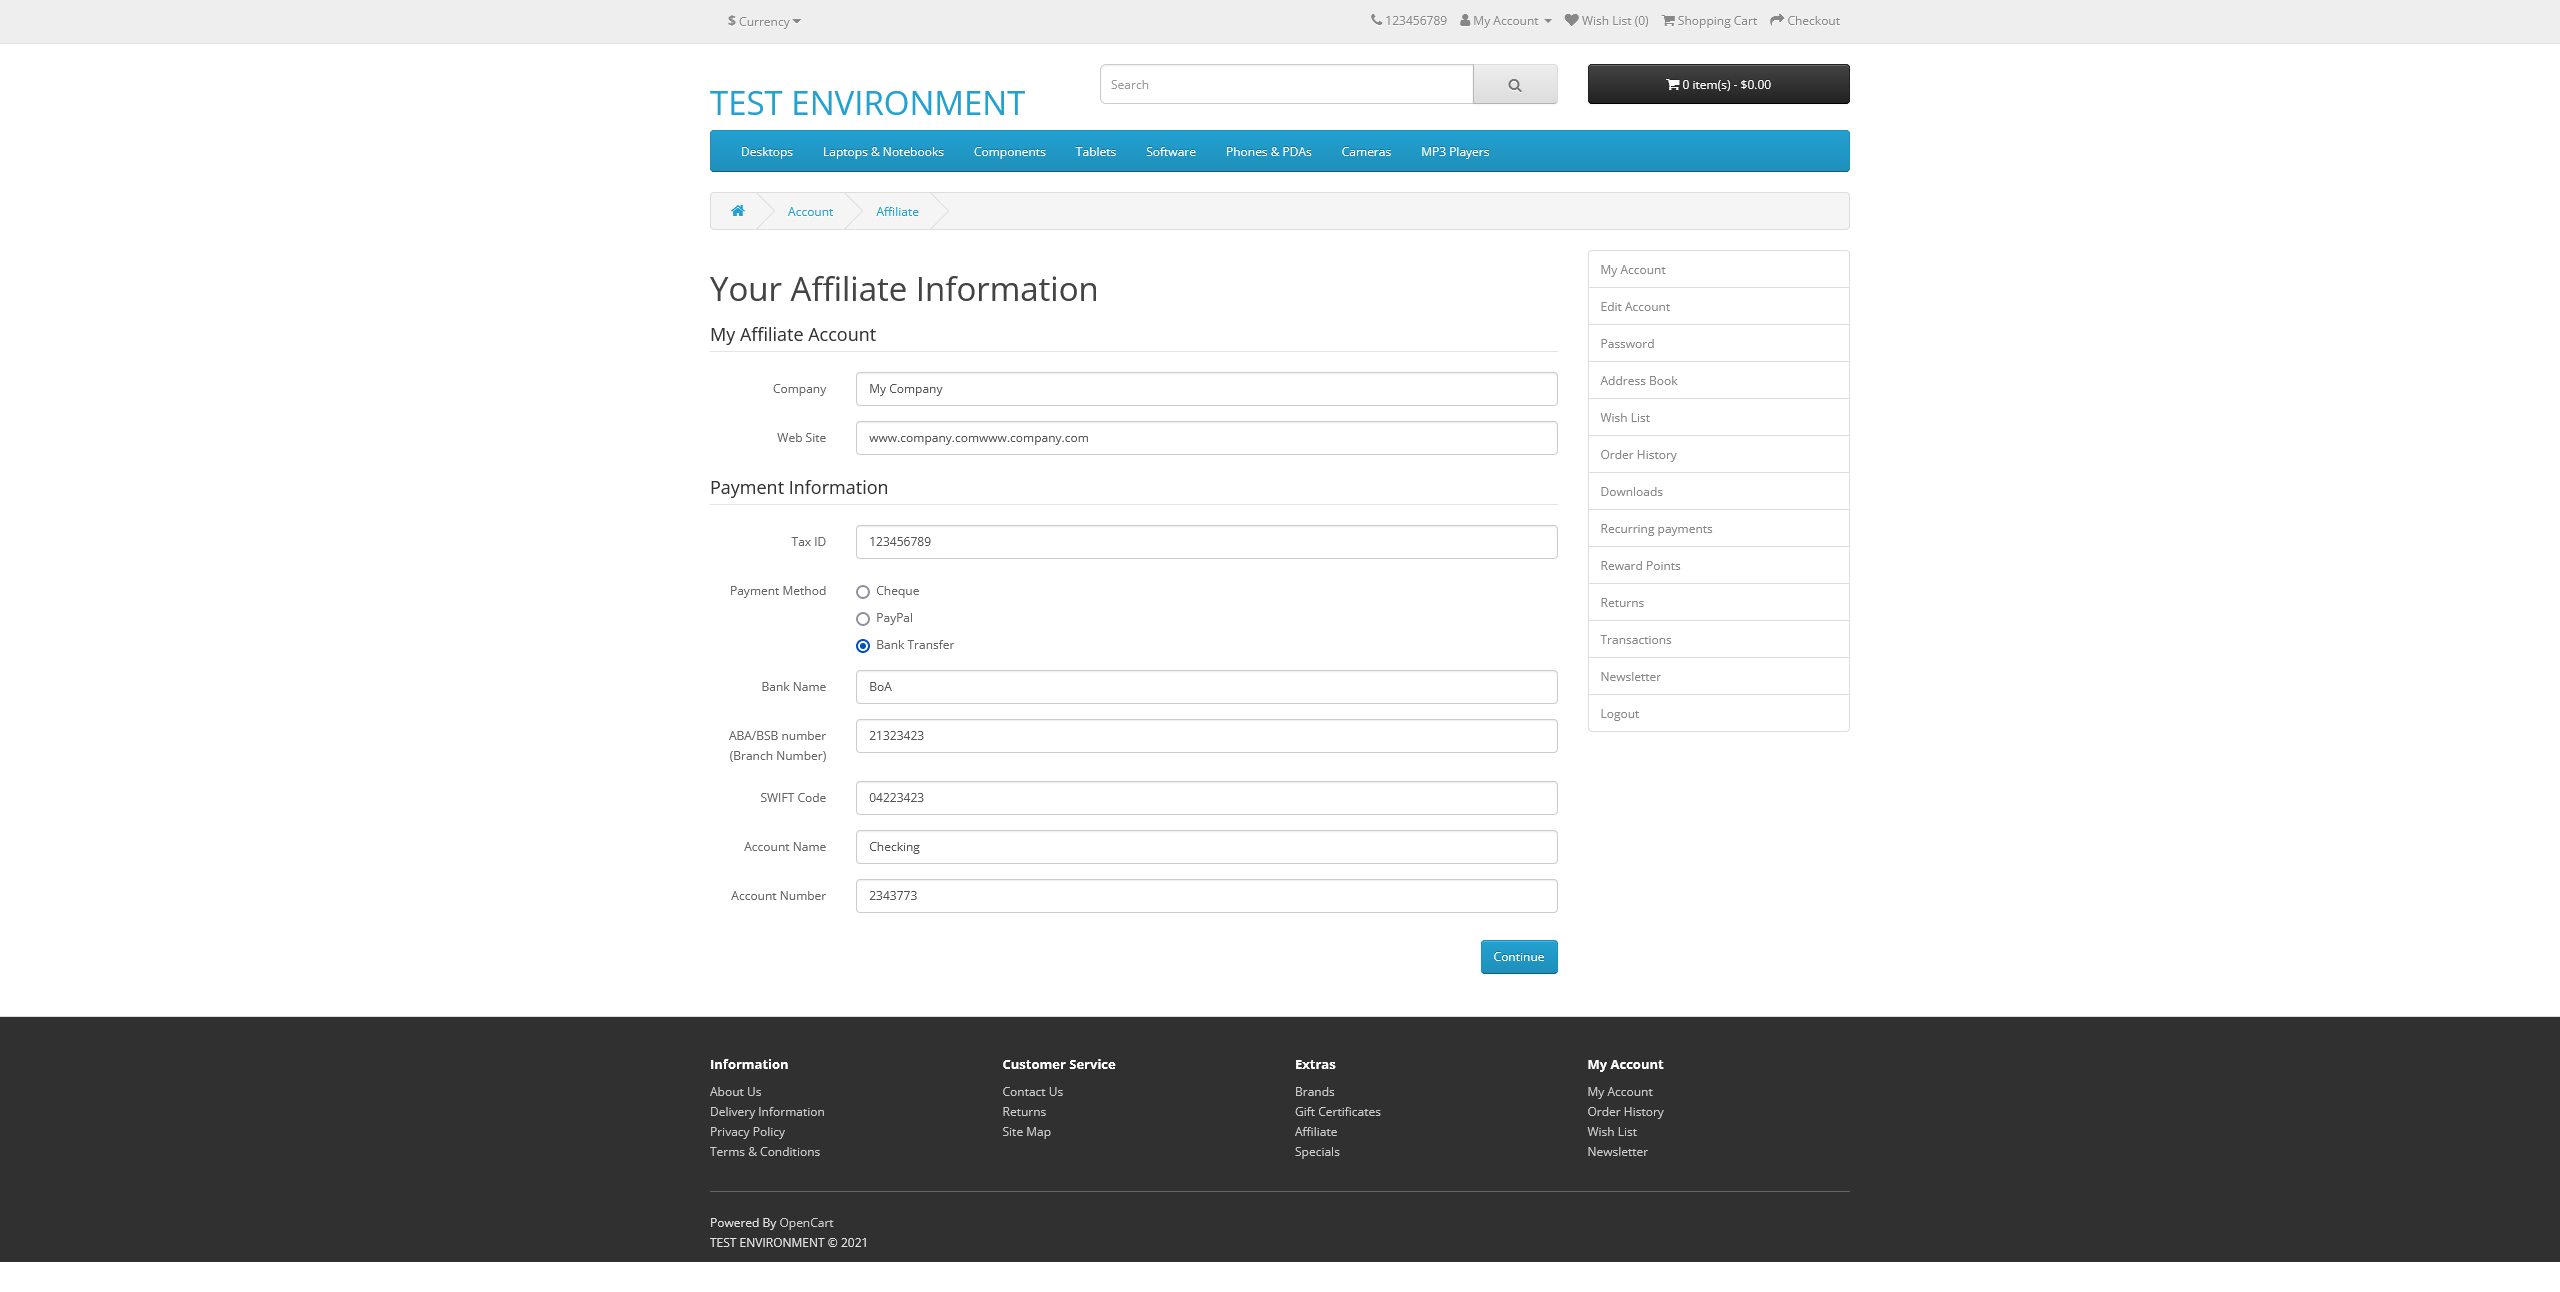 $ Currency
123456789 My Account Wish List (0) Shopping Cart Checkout
TEST ENVIRONMENT
Search
0 item(s) - $0.00
Desktops Laptops & Notebooks Components Tablets Software Phones & PDAs Cameras MP3 Players
Account Affiliate
Your Affiliate Information
My Affiliate Account
Company My Company
Web Site www.company.comwww.company.com
Payment Information
Tax ID 123456789
Payment Method Cheque
PayPal
Bank Transfer
Bank Name BoA
ABA/BSB number 21323423
(Branch Number)
SWIFT Code 04223423
Account Name Checking
Account Number 2343773
Continue
My Account
Edit Account
Password
Address Book
Wish List
Order History
Downloads
Recurring payments
Reward Points
Returns
Transactions
Newsletter
Logout
Information
About Us
Delivery Information
Privacy Policy
Terms & Conditions
Customer Service
Contact Us
Returns
Site Map
Extras
Brands
Gift Certificates
Affiliate
Specials
My Account
My Account
Order History
Wish List
Newsletter
Powered By OpenCart
TEST ENVIRONMENT © 2021